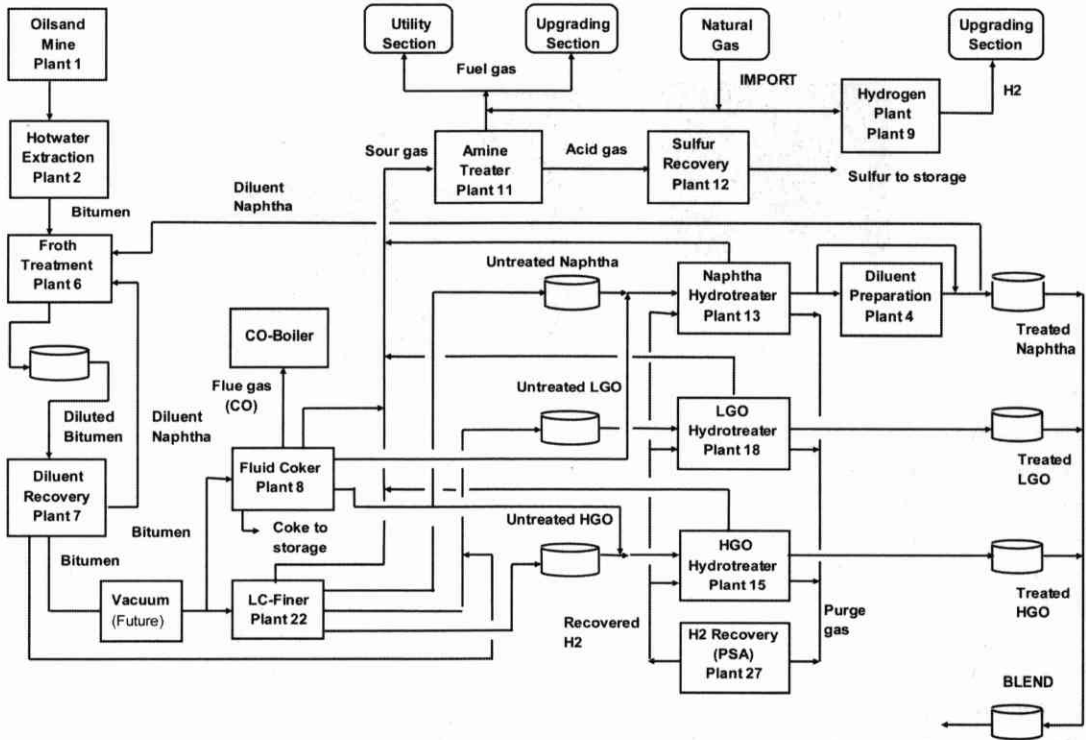 Oilsand
Mine
Plant 1
Utility
Section
Upgrading
Section
Natural
Gas
Upgrading
Section
Fuel gas
IMPORT
H2
Hydrogen
Plant
Plant 9
Hotwater
Extraction
Plant 2
Sour gas
Amine
Treater
Plant 11
Acid gas
Sulfur
Recovery
Plant 12
Sulfur to storage
Diluent
Naphtha
Bitumen
Froth
Treatment
Plant 6
Untreated Naphtha
Naphtha
Hydrotreater
Plant 13
Diluent
Preparation
Plant 4
Treated
Naphtha
CO-Boiler
Flue gas
(CO)
Untreated LGO
LGO
Hydrotreater
Plant 18
Treated
LGO
Diluted
Bitumen
Diluent
Naphtha
Diluent
Recovery
Plant 7
Fluid Coker
Plant 8
Coke to
storage
Bitumen
Bitumen
Untreated HGO
HGO
Hydrotreater
Plant 15
Treated
HGO
Vacuum
(Future)
LC-Finer
Plant 22
Recovered
H2
H2 Recovery
(PSA)
Plant 27
Purge
gas
BLEND